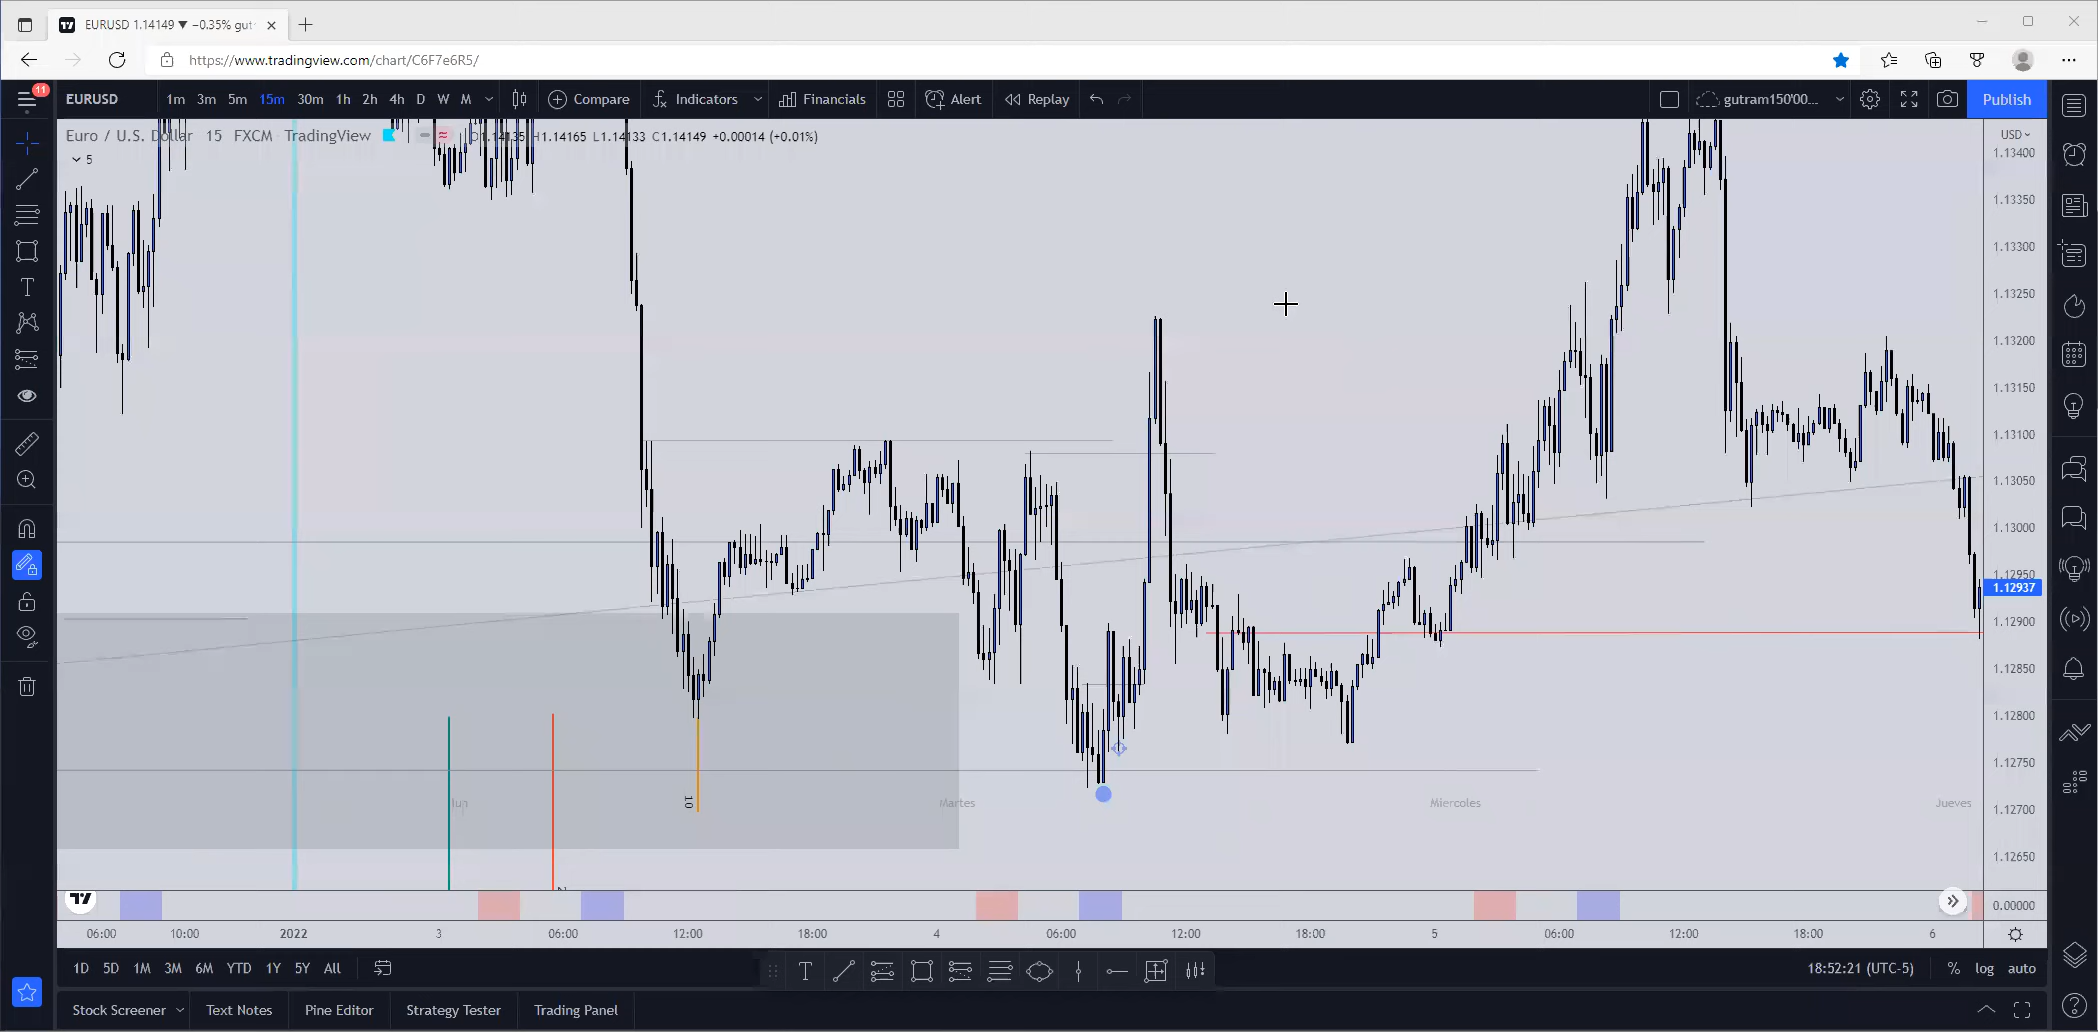 EURUSD 1.14149 ▼ −0.35% gut
https://www.tradingview.com/chart/C6F7e6R5/
11
EURUSD 1m 3m 5m 15m 30m 1h 2h 4h D W M Compare Indicators Financials Alert Replay gutram150'00... Publish
Euro / U.S. Dollar 15 FXCM TradingView O1.14135 H1.14165 L1.14133 C1.14149 +0.00014 (+0.01%)
USD
5
1.13400
1.13350
1.13300
1.13250
1.13200
1.13150
1.13100
1.13050
1.13000
1.12950
1.12937
1.12900
1.12850
1.12800
1.12750
1.12700
1.12650
10
lun Martes Miercoles Jueves
0.00000
06:00 10:00 2022 3 06:00 12:00 18:00 4 06:00 12:00 18:00 5 06:00 12:00 18:00 6
1D 5D 1M 3M 6M YTD 1Y 5Y All 18:52:21 (UTC-5) % log auto
Stock Screener Text Notes Pine Editor Strategy Tester Trading Panel